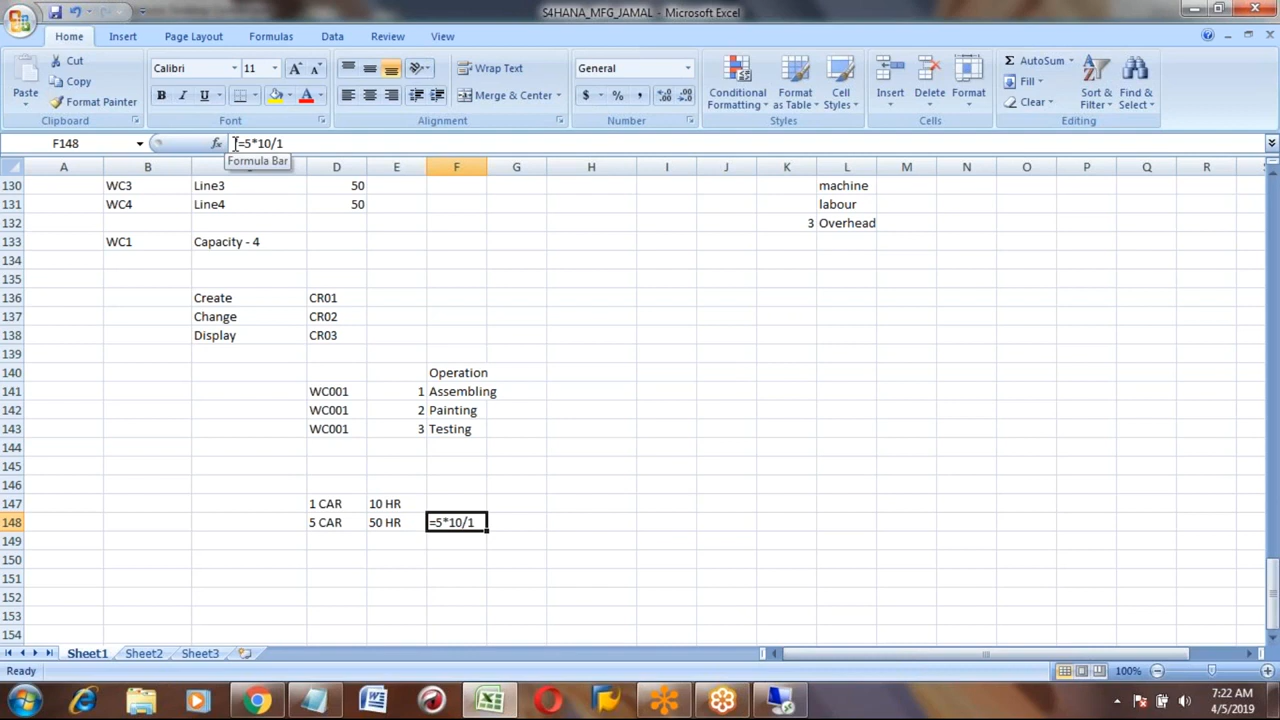 S4HANA_MFG_JAMAL - Microsoft Excel
Home Insert Page Layout Formulas Data Review View
Paste
Cut
Copy
Format Painter
Clipboard
Calibri 11
B I U
Font
Wrap Text
Merge & Center
Alignment
General
$ % ,
Number
Conditional Formatting
Format as Table
Cell Styles
Styles
Insert Delete Format
Cells
AutoSum
Fill
Clear
Sort & Filter
Find & Select
Editing
F148 fx '=5*10/1
Formula Bar
A B D E F G H I J K L M N O P Q R
130 WC3 Line3 50 machine
131 WC4 Line4 50 labour
132 3 Overhead
133 WC1 Capacity - 4
134
135
136 Create CR01
137 Change CR02
138 Display CR03
139
140 Operation
141 WC001 1 Assembling
142 WC001 2 Painting
143 WC001 3 Testing
144
145
146
147 1 CAR 10 HR
148 5 CAR 50 HR =5*10/1
149
150
151
152
153
154
Sheet1 Sheet2 Sheet3
Ready 100%
7:22 AM
4/5/2019